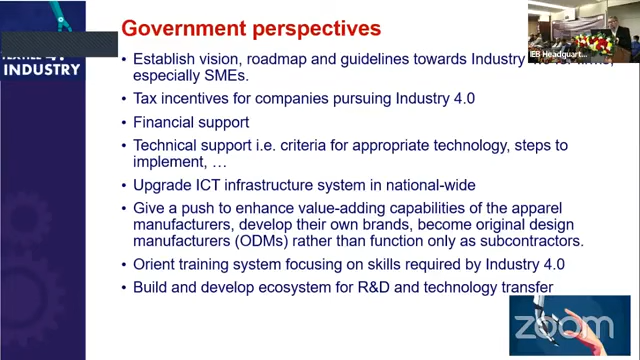 Government perspectives
INDUSTRY
• Establish vision, roadmap and guidelines towards Industry
especially SMEs.
• Tax incentives for companies pursuing Industry 4.0
• Financial support
• Technical support i.e. criteria for appropriate technology, steps to
implement, …
• Upgrade ICT infrastructure system in national-wide
• Give a push to enhance value-adding capabilities of the apparel
manufacturers, develop their own brands, become original design
manufacturers (ODMs) rather than function only as subcontractors.
• Orient training system focusing on skills required by Industry 4.0
• Build and develop ecosystem for R&D and technology transfer
IEB Headquart...
zoom